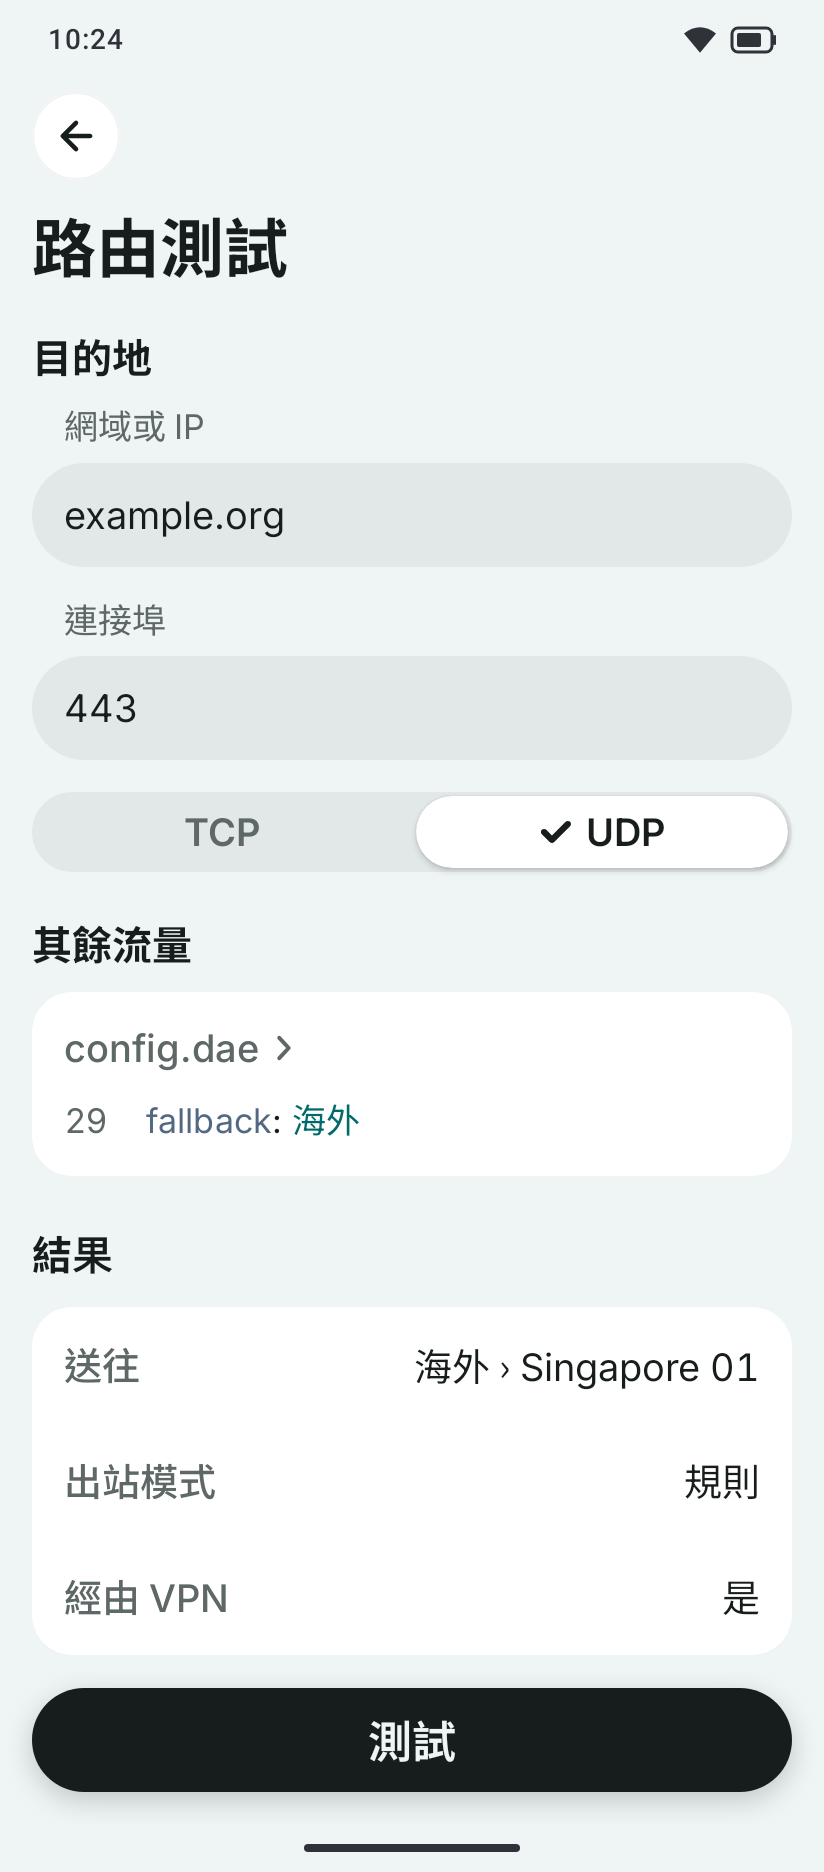 10:24
路由測試
目的地
網域或 IP
example.org
連接埠
443
TCP
UDP
其餘流量
config.dae
29 fallback: 海外
結果
送往 海外 › Singapore 01
出站模式 規則
經由 VPN 是
測試